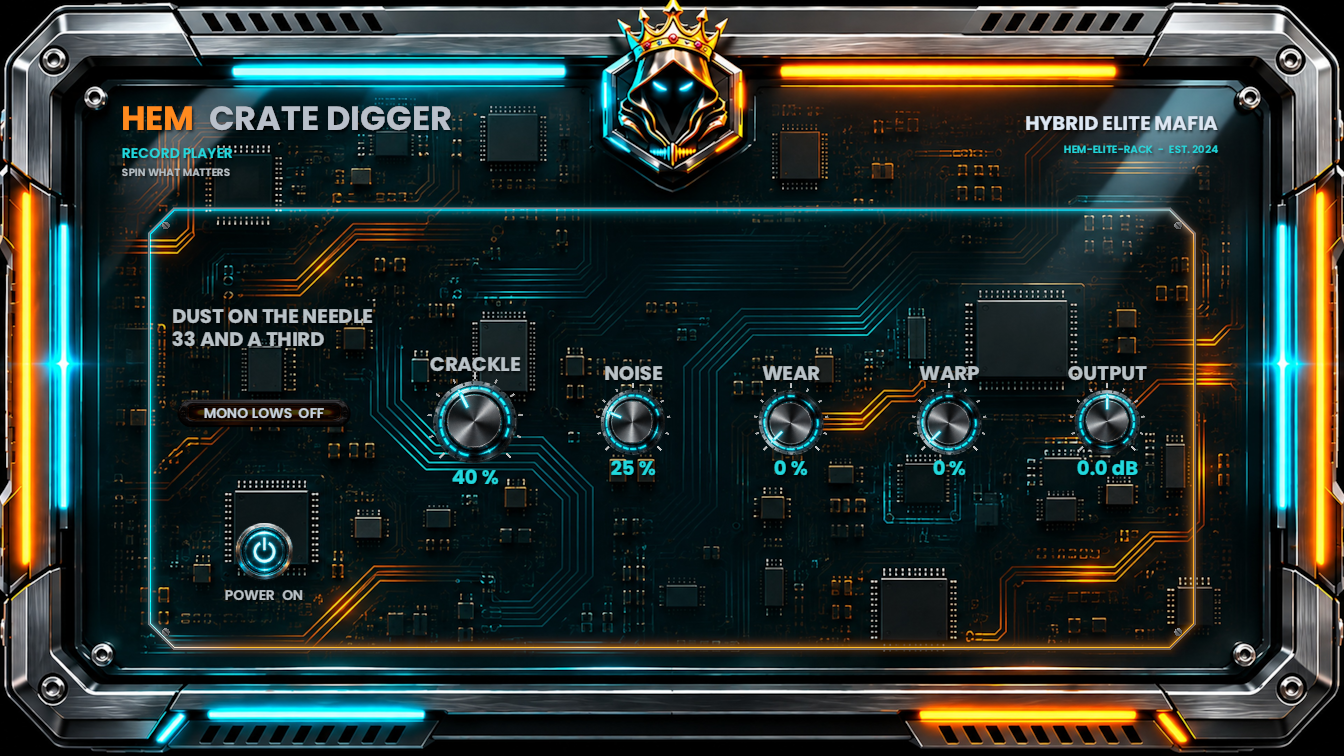 HEM CRATE DIGGER
RECORD PLAYER
SPIN WHAT MATTERS
HYBRID ELITE MAFIA
HEM-ELITE-RACK - EST. 2024
DUST ON THE NEEDLE
33 AND A THIRD
MONO LOWS OFF
CRACKLE
40 %
NOISE
25 %
WEAR
0 %
WARP
0 %
OUTPUT
0.0 dB
POWER ON